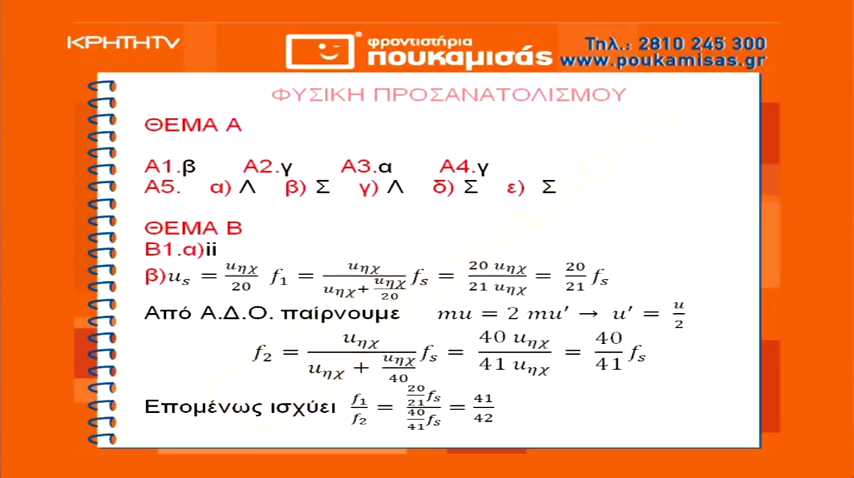 ΚΡΗΤΗTV
φροντιστήρια
πουκαμισάς
Τηλ.: 2810 245 300
www.poukamisas.gr
ΦΥΣΙΚΗ ΠΡΟΣΑΝΑΤΟΛΙΣΜΟΥ
ΘΕΜΑ Α
Α1.β Α2.γ Α3.α Α4.γ
Α5. α) Λ β) Σ γ) Λ δ) Σ ε) Σ
ΘΕΜΑ Β
Β1.α)ii
β)u_s = u_ηχ/20 f_1 = u_ηχ/(u_ηχ+u_ηχ/20) f_s = 20 u_ηχ/21 u_ηχ = 20/21 f_s
Από Α.Δ.Ο. παίρνουμε mu = 2 mu′ → u′ = u/2
f_2 = u_ηχ/(u_ηχ + u_ηχ/40) f_s = 40 u_ηχ/41 u_ηχ = 40/41 f_s
Επομένως ισχύει f_1/f_2 = (20/21 f_s)/(40/41 f_s) = 41/42